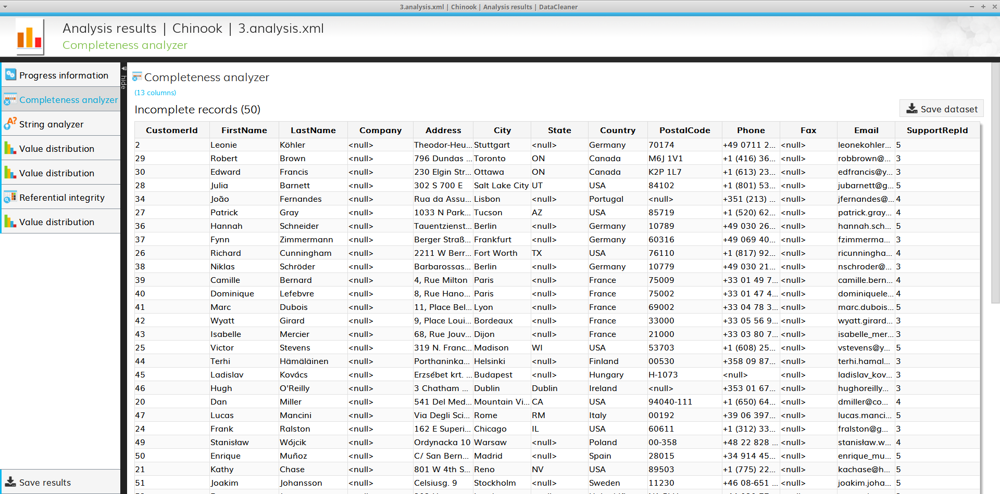 3.analysis.xml | Chinook | Analysis results | DataCleaner
Analysis results | Chinook | 3.analysis.xml
Completeness analyzer
Progress information
Completeness analyzer
String analyzer
Value distribution
Value distribution
Referential integrity
Value distribution
Save results
hide
Completeness analyzer
(13 columns)
Incomplete records (50)
Save dataset
CustomerId FirstName LastName Company Address City State Country PostalCode Phone Fax Email SupportRepId
2 Leonie Köhler <null> Theodor-Heu... Stuttgart <null> Germany 70174 +49 0711 2... <null> leonekohler... 5
29 Robert Brown <null> 796 Dundas ... Toronto ON Canada M6J 1V1 +1 (416) 36... <null> robbrown@... 3
30 Edward Francis <null> 230 Elgin Str... Ottawa ON Canada K2P 1L7 +1 (613) 23... <null> edfrancis@y... 3
28 Julia Barnett <null> 302 S 700 E Salt Lake City UT USA 84102 +1 (801) 53... <null> jubarnett@g... 5
34 João Fernandes <null> Rua da Assu... Lisbon <null> Portugal <null> +351 (213) ... <null> jfernandes@... 4
27 Patrick Gray <null> 1033 N Park... Tucson AZ USA 85719 +1 (520) 62... <null> patrick.gray... 4
36 Hannah Schneider <null> Tauentzienst... Berlin <null> Germany 10789 +49 030 26... <null> hannah.sch... 5
37 Fynn Zimmermann <null> Berger Straß... Frankfurt <null> Germany 60316 +49 069 40... <null> fzimmerma... 3
26 Richard Cunningham <null> 2211 W Berr... Fort Worth TX USA 76110 +1 (817) 92... <null> ricunningha... 4
38 Niklas Schröder <null> Barbarossas... Berlin <null> Germany 10779 +49 030 21... <null> nschroder@... 3
39 Camille Bernard <null> 4, Rue Milton Paris <null> France 75009 +33 01 49 7... <null> camille.bern... 4
40 Dominique Lefebvre <null> 8, Rue Hano... Paris <null> France 75002 +33 01 47 4... <null> dominiquele... 4
41 Marc Dubois <null> 11, Place Bel... Lyon <null> France 69002 +33 04 78 3... <null> marc.dubois... 5
42 Wyatt Girard <null> 9, Place Loui... Bordeaux <null> France 33000 +33 05 56 9... <null> wyatt.girard... 3
43 Isabelle Mercier <null> 68, Rue Jouv... Dijon <null> France 21000 +33 03 80 7... <null> isabelle_mer... 3
25 Victor Stevens <null> 319 N. Franc... Madison WI USA 53703 +1 (608) 25... <null> vstevens@y... 5
44 Terhi Hämäläinen <null> Porthaninka... Helsinki <null> Finland 00530 +358 09 87... <null> terhi.hamal... 3
45 Ladislav Kovács <null> Erzsébet krt. ... Budapest <null> Hungary H-1073 <null> <null> ladislav_kov... 3
46 Hugh O'Reilly <null> 3 Chatham ... Dublin Dublin Ireland <null> +353 01 67... <null> hughoreilly... 3
20 Dan Miller <null> 541 Del Med... Mountain Vi... CA USA 94040-111 +1 (650) 64... <null> dmiller@co... 4
47 Lucas Mancini <null> Via Degli Sci... Rome RM Italy 00192 +39 06 397... <null> lucas.manci... 5
24 Frank Ralston <null> 162 E Superi... Chicago IL USA 60611 +1 (312) 33... <null> fralston@g... 3
49 Stanisław Wójcik <null> Ordynacka 10 Warsaw <null> Poland 00-358 +48 22 828 ... <null> stanisław.w... 4
50 Enrique Muñoz <null> C/ San Bern... Madrid <null> Spain 28015 +34 914 45... <null> enrique_mu... 5
21 Kathy Chase <null> 801 W 4th S... Reno NV USA 89503 +1 (775) 22... <null> kachase@h... 5
51 Joakim Johansson <null> Celsiusg. 9 Stockholm <null> Sweden 11230 +46 08-651 ... <null> joakim.joha... 5